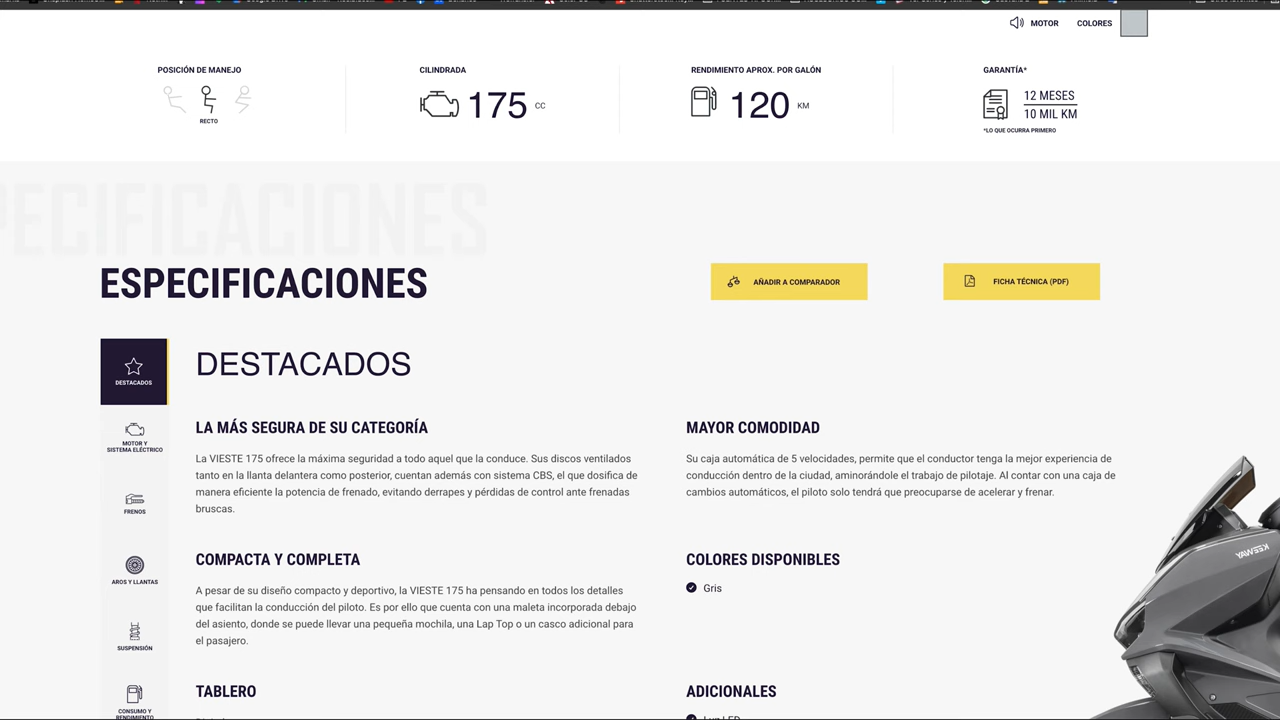 MOTOR
COLORES
POSICIÓN DE MANEJO
RECTO
CILINDRADA
175 CC
RENDIMIENTO APROX. POR GALÓN
120 KM
GARANTÍA*
12 MESES
10 MIL KM
*LO QUE OCURRA PRIMERO
PECIFICACIONES
ESPECIFICACIONES
AÑADIR A COMPARADOR
FICHA TÉCNICA (PDF)
DESTACADOS
MOTOR Y
SISTEMA ELÉCTRICO
FRENOS
AROS Y LLANTAS
SUSPENSIÓN
CONSUMO Y
RENDIMIENTO
DESTACADOS
LA MÁS SEGURA DE SU CATEGORÍA
La VIESTE 175 ofrece la máxima seguridad a todo aquel que la conduce. Sus discos ventilados
tanto en la llanta delantera como posterior, cuentan además con sistema CBS, el que dosifica de
manera eficiente la potencia de frenado, evitando derrapes y pérdidas de control ante frenadas
bruscas.
MAYOR COMODIDAD
Su caja automática de 5 velocidades, permite que el conductor tenga la mejor experiencia de
conducción dentro de la ciudad, aminorándole el trabajo de pilotaje. Al contar con una caja de
cambios automáticos, el piloto solo tendrá que preocuparse de acelerar y frenar.
COMPACTA Y COMPLETA
A pesar de su diseño compacto y deportivo, la VIESTE 175 ha pensando en todos los detalles
que facilitan la conducción del piloto. Es por ello que cuenta con una maleta incorporada debajo
del asiento, donde se puede llevar una pequeña mochila, una Lap Top o un casco adicional para
el pasajero.
COLORES DISPONIBLES
Gris
TABLERO
ADICIONALES
Luz LED
KEEWAY